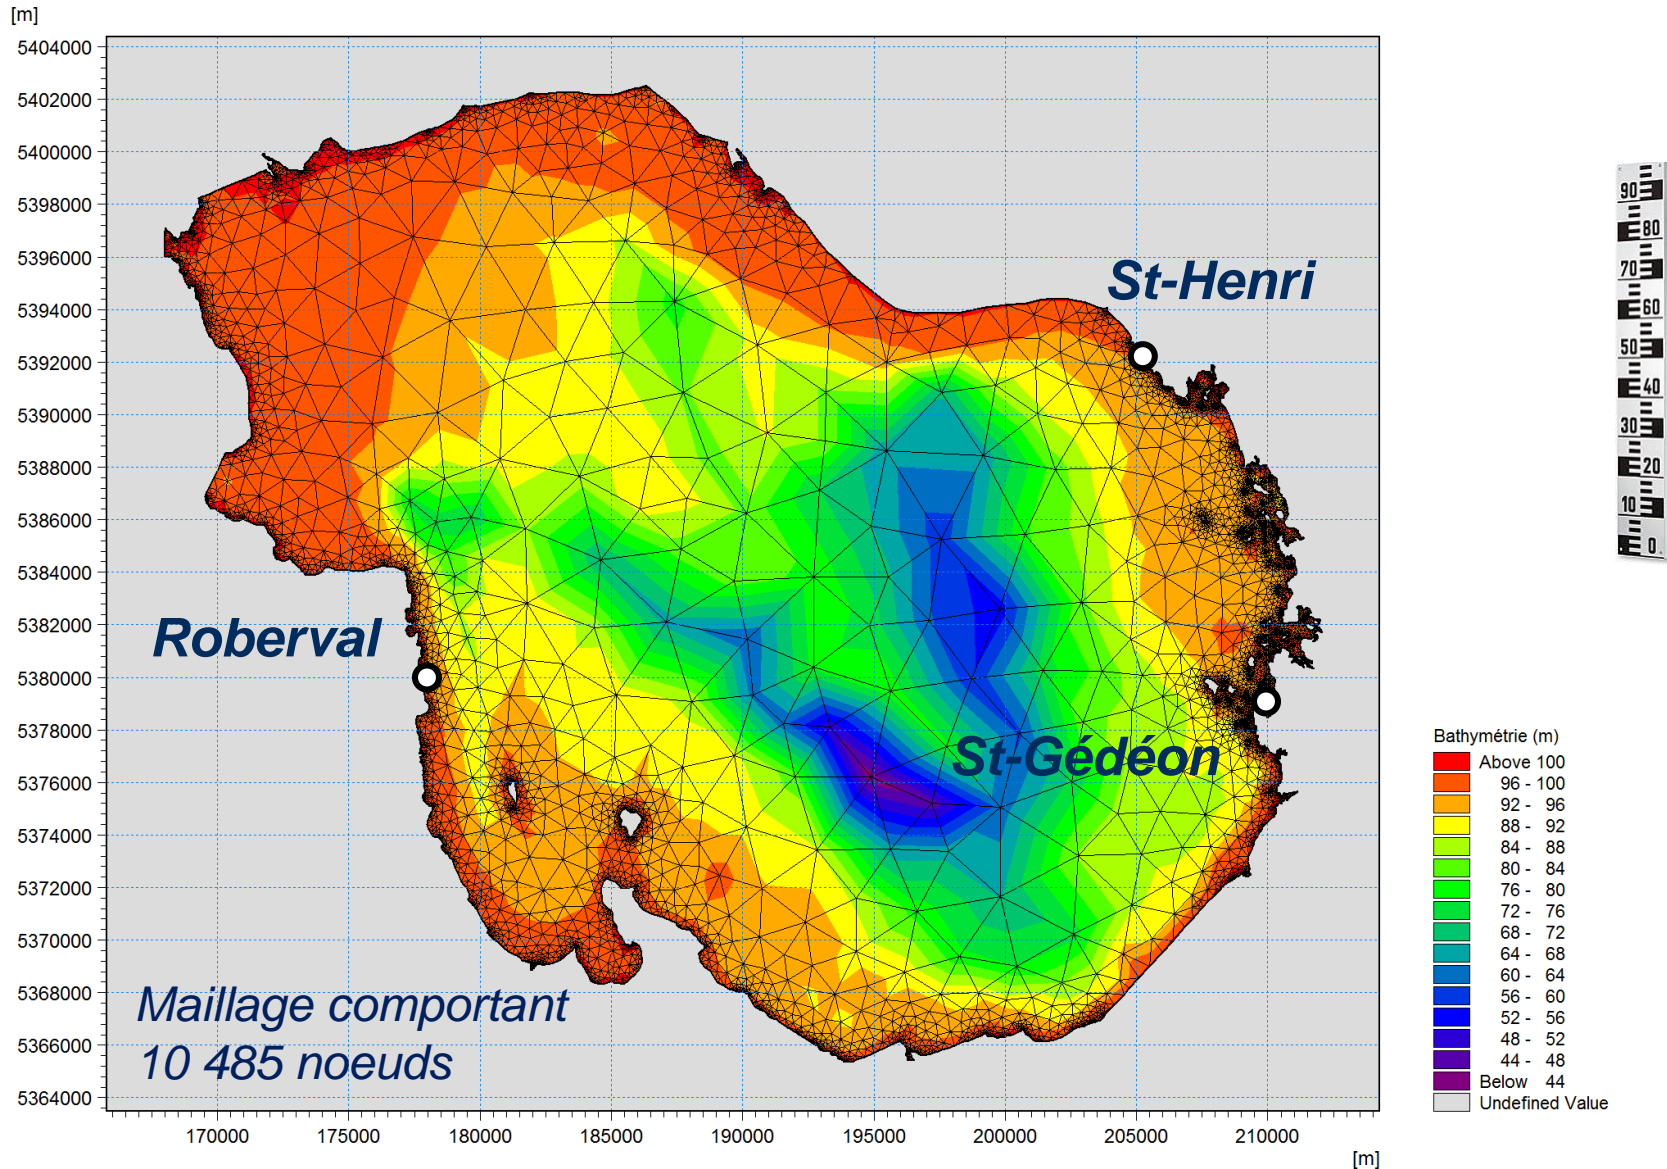 [m]
5404000
5402000
5400000
5398000
5396000
5394000
5392000
5390000
5388000
5386000
5384000
5382000
5380000
5378000
5376000
5374000
5372000
5370000
5368000
5366000
5364000
St-Henri
Roberval
St-Gédéon
Maillage comportant
10 485 noeuds
170000 175000 180000 185000 190000 195000 200000 205000 210000
[m]
90
80
70
60
50
40
30
20
10
0
Bathymétrie (m)
Above 100
96 - 100
92 - 96
88 - 92
84 - 88
80 - 84
76 - 80
72 - 76
68 - 72
64 - 68
60 - 64
56 - 60
52 - 56
48 - 52
44 - 48
Below 44
Undefined Value